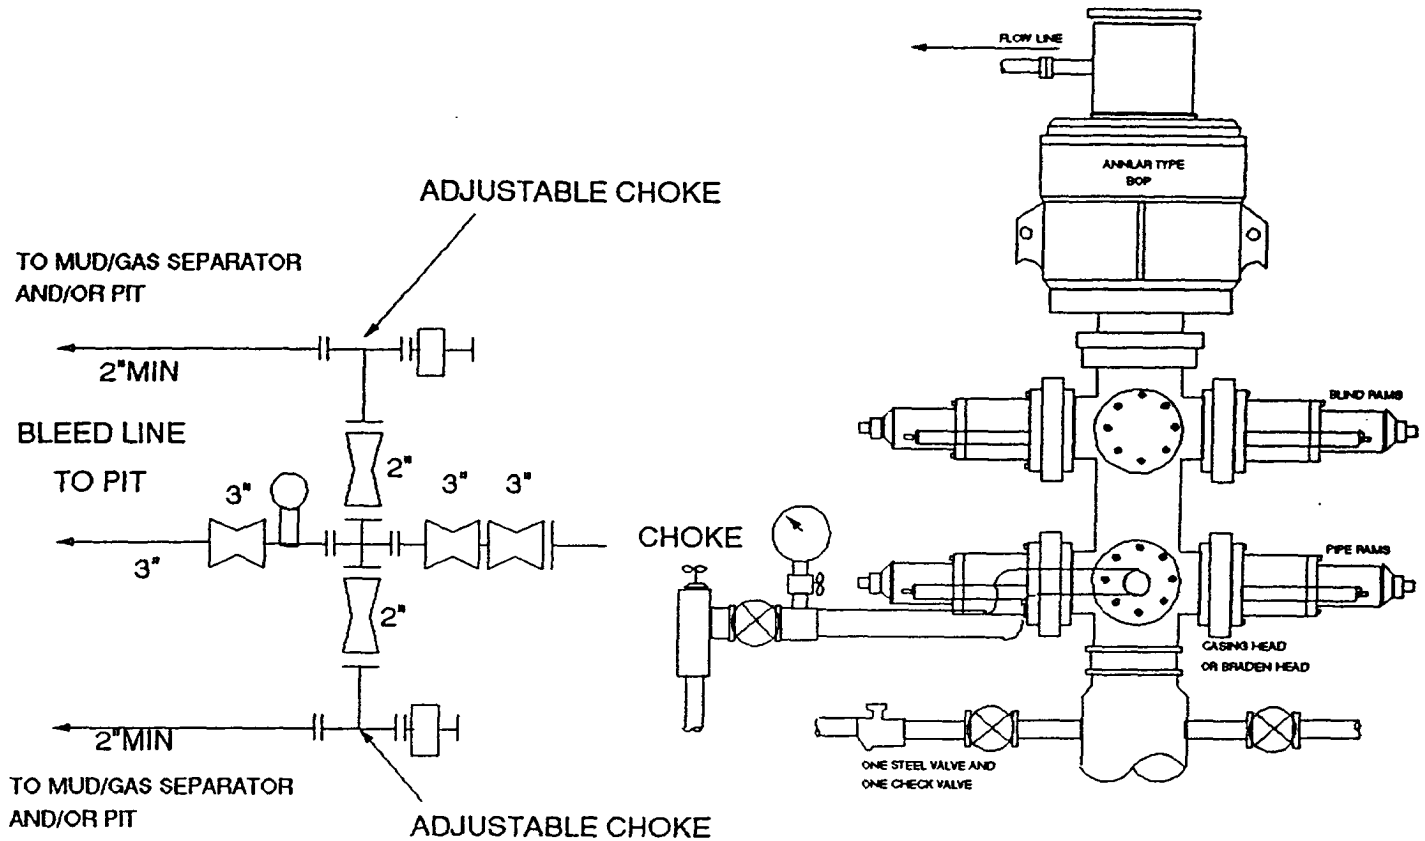 FLOW LINE
ANNLAR TYPE
BOP
ADJUSTABLE CHOKE
TO MUD/GAS SEPARATOR
AND/OR PIT
2"MIN
BLIND RAMS
BLEED LINE
TO PIT
2"
3"
3"
3"
3"
CHOKE
PIPE RAMS
2"
CASING HEAD
OR BRADEN HEAD
2"MIN
ONE STEEL VALVE AND
ONE CHECK VALVE
TO MUD/GAS SEPARATOR
AND/OR PIT
ADJUSTABLE CHOKE